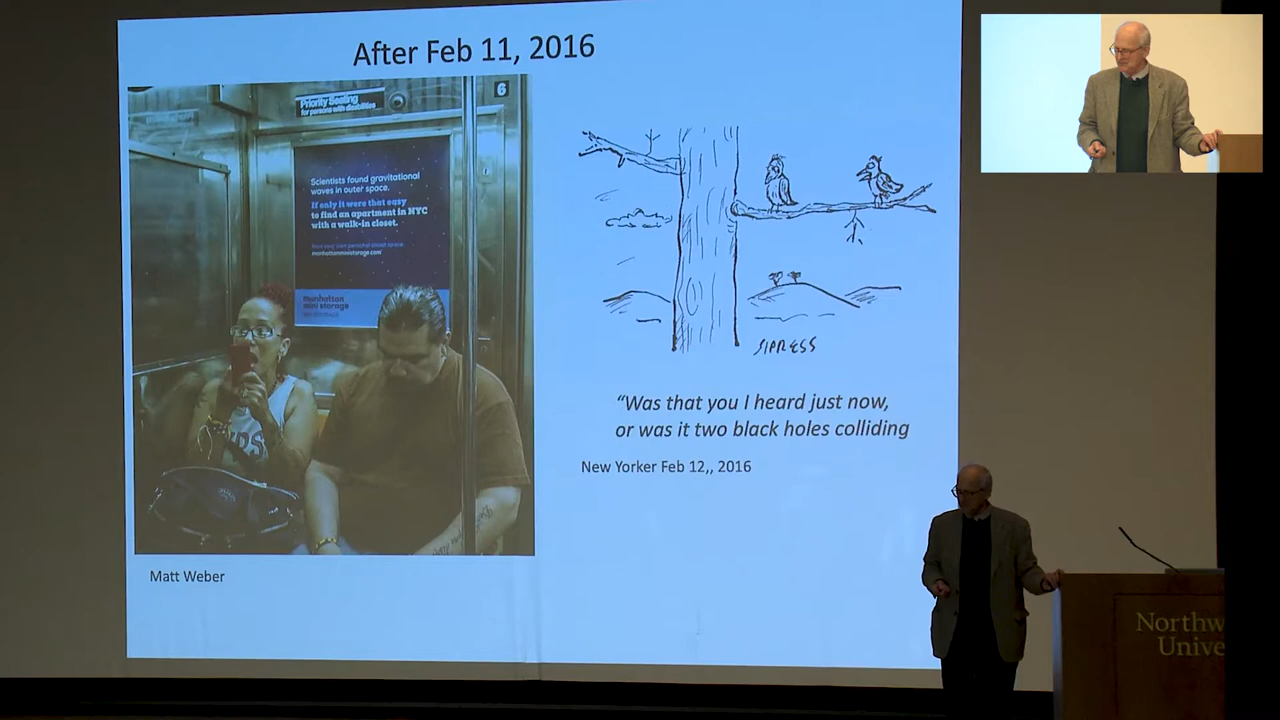 After Feb 11, 2016
6
Priority Seating
for persons with disabilities
Scientists found gravitational
waves in outer space.
If only it were that easy
to find an apartment in NYC
with a walk-in closet.
manhattanministorage.com
manhattan
mini storage
SIPRESS
“Was that you I heard just now,
or was it two black holes colliding
New Yorker Feb 12,, 2016
Matt Weber
Northw
Unive